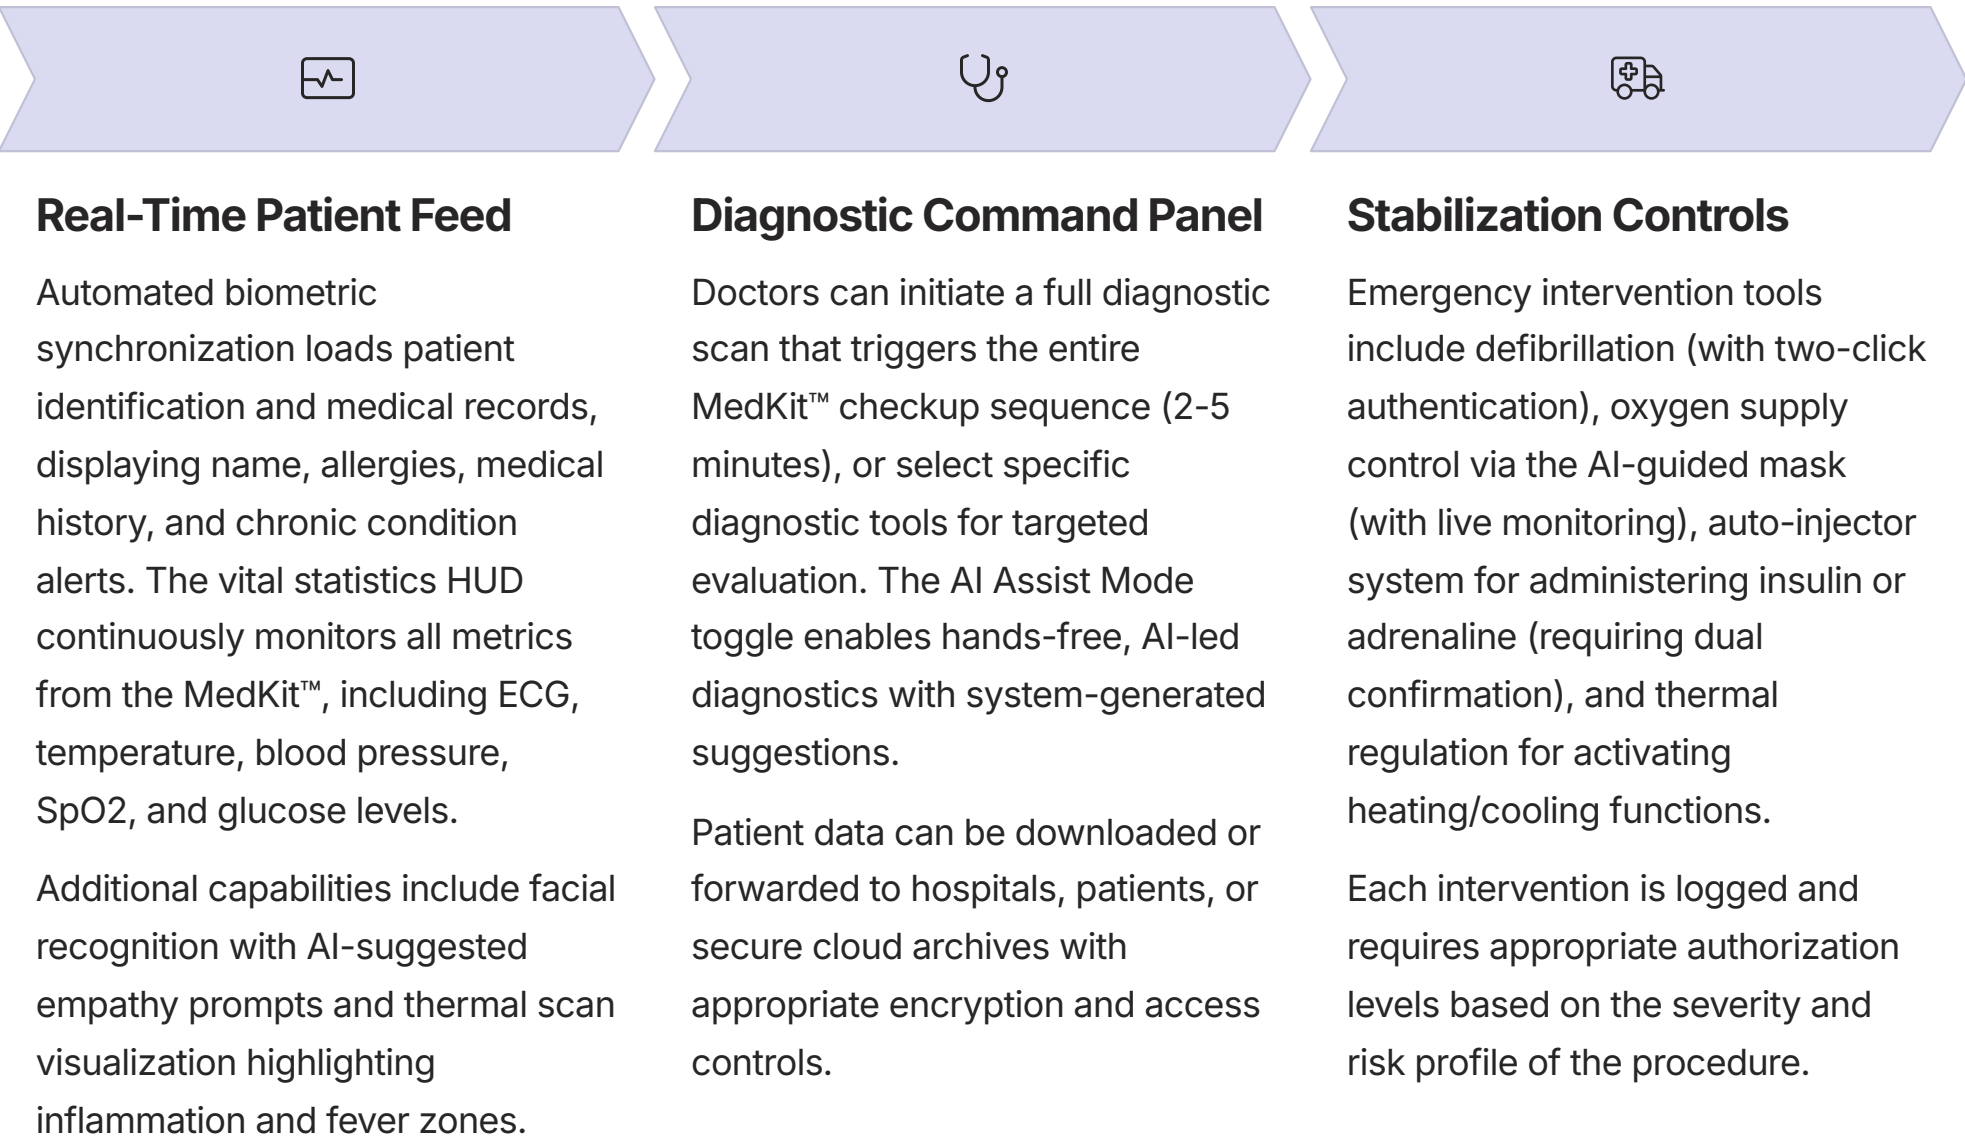 Real-Time Patient Feed
Automated biometric
synchronization loads patient
identification and medical records,
displaying name, allergies, medical
history, and chronic condition
alerts. The vital statistics HUD
continuously monitors all metrics
from the MedKit™, including ECG,
temperature, blood pressure,
SpO2, and glucose levels.
Additional capabilities include facial
recognition with AI-suggested
empathy prompts and thermal scan
visualization highlighting
inflammation and fever zones.
Diagnostic Command Panel
Doctors can initiate a full diagnostic
scan that triggers the entire
MedKit™ checkup sequence (2-5
minutes), or select specific
diagnostic tools for targeted
evaluation. The AI Assist Mode
toggle enables hands-free, AI-led
diagnostics with system-generated
suggestions.
Patient data can be downloaded or
forwarded to hospitals, patients, or
secure cloud archives with
appropriate encryption and access
controls.
Stabilization Controls
Emergency intervention tools
include defibrillation (with two-click
authentication), oxygen supply
control via the AI-guided mask
(with live monitoring), auto-injector
system for administering insulin or
adrenaline (requiring dual
confirmation), and thermal
regulation for activating
heating/cooling functions.
Each intervention is logged and
requires appropriate authorization
levels based on the severity and
risk profile of the procedure.